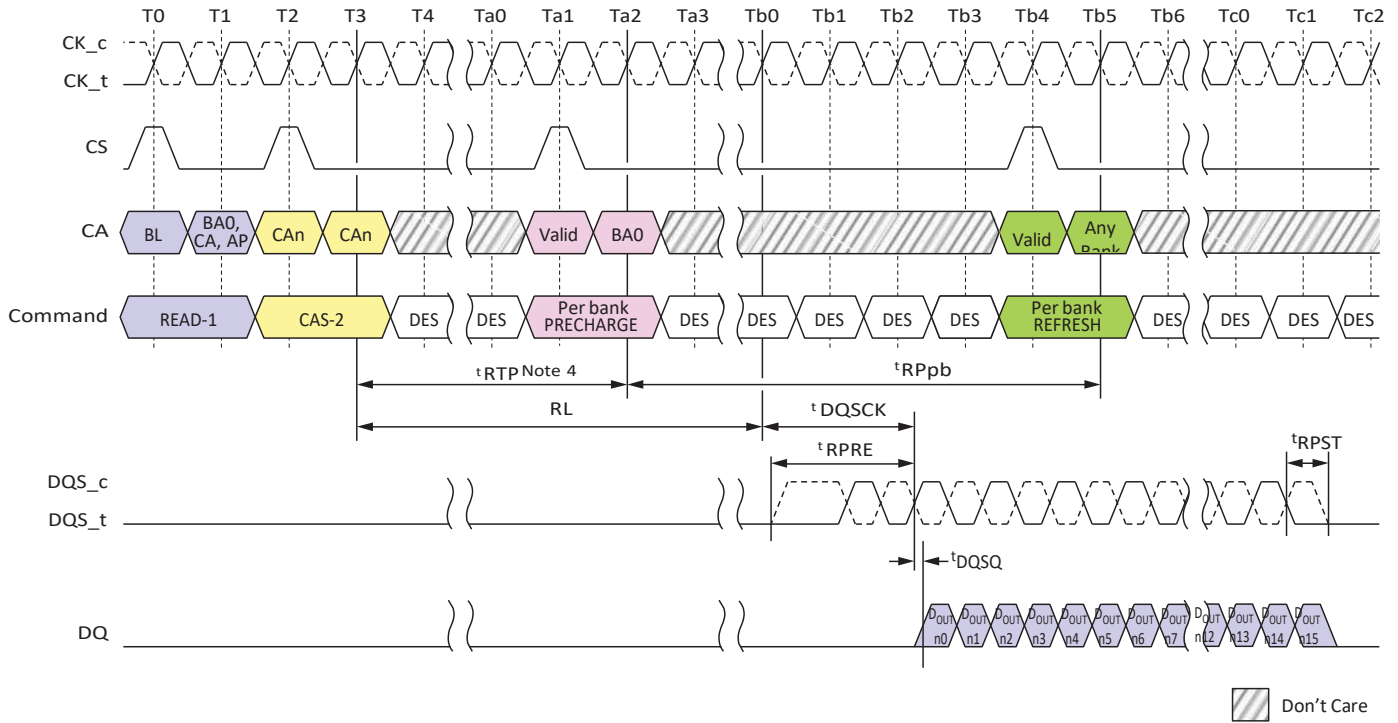 T0 T1 T2 T3 T4 Ta0 Ta1 Ta2 Ta3 Tb0 Tb1 Tb2 Tb3 Tb4 Tb5 Tb6 Tc0 Tc1 Tc2
CK_c
CK_t
CS
CA
BL
BA0,
CA, AP
CAn
CAn
Valid
BA0
Valid
Any
Bank
Command
READ-1
CAS-2
DES
DES
Per bank
PRECHARGE
DES
DES
DES
DES
DES
Per bank
REFRESH
DES
DES
DES
DES
tRTP Note 4
tRPpb
RL
tDQSCK
tRPRE
tRPST
DQS_c
DQS_t
tDQSQ
DQ
DOUT DOUT DOUT DOUT DOUT DOUT DOUT DOUT DOUT DOUT DOUT DOUT
n0 n1 n2 n3 n4 n5 n6 n7 n12 n13 n14 n15
Don't Care